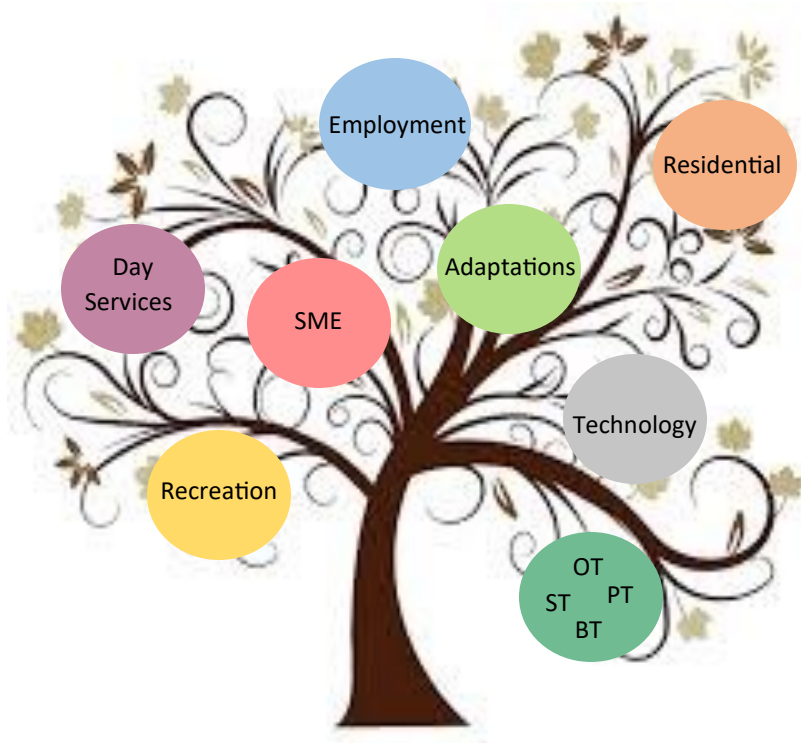 Employment
Residential
Day
Services
Adaptations
SME
Technology
Recreation
OT
ST PT
BT